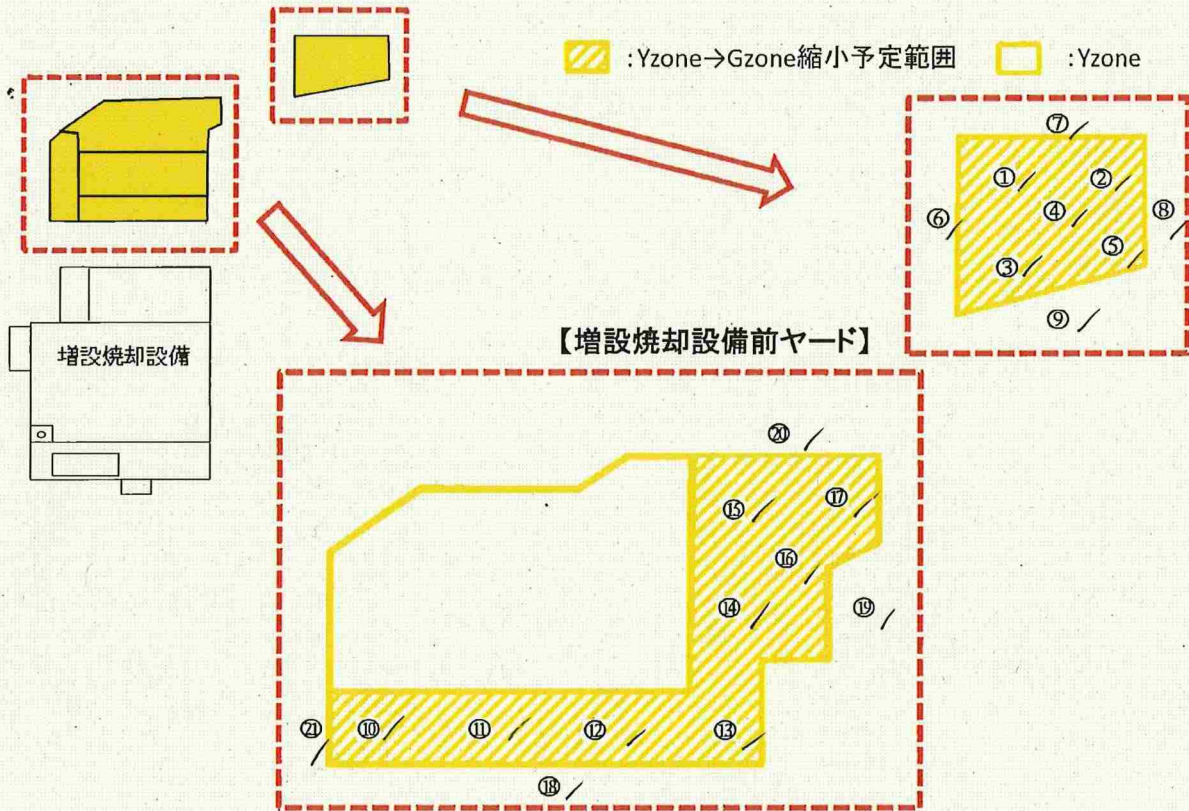 :Yzone→Gzone縮小予定範囲
:Yzone
⑦
① ②
⑥ ④ ⑧
③ ⑤
⑨
増設焼却設備
【増設焼却設備前ヤード】
⑳
⑮ ⑰
⑯
⑭ ⑲
㉑ ⑩ ⑪ ⑫ ⑬
⑱